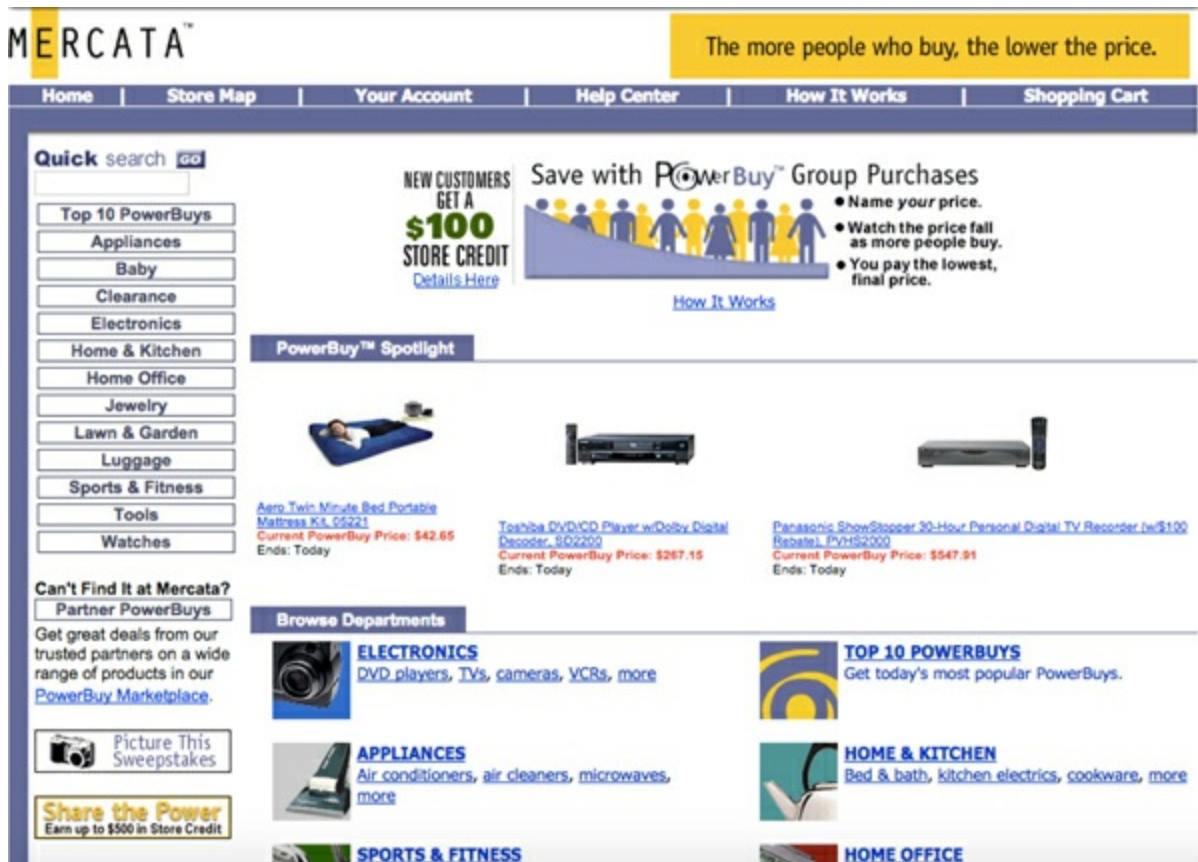 MERCATA™
The more people who buy, the lower the price.
Home | Store Map | Your Account | Help Center | How It Works | Shopping Cart
Quick search GO
Top 10 PowerBuys
Appliances
Baby
Clearance
Electronics
Home & Kitchen
Home Office
Jewelry
Lawn & Garden
Luggage
Sports & Fitness
Tools
Watches
Can't Find It at Mercata?
Partner PowerBuys
Get great deals from our
trusted partners on a wide
range of products in our
PowerBuy Marketplace.
Picture This
Sweepstakes
Share the Power
Earn up to $500 in Store Credit
NEW CUSTOMERS
GET A
$100
STORE CREDIT
Details Here
Save with PowerBuy™ Group Purchases
● Name your price.
● Watch the price fall
as more people buy.
● You pay the lowest,
final price.
How It Works
PowerBuy™ Spotlight
Aero Twin Minute Bed Portable
Mattress Kit, 05221
Current PowerBuy Price: $42.65
Ends: Today
Toshiba DVD/CD Player w/Dolby Digital
Decoder, SD2200
Current PowerBuy Price: $267.15
Ends: Today
Panasonic ShowStopper 30-Hour Personal Digital TV Recorder (w/$100
Rebate), PVHS2000
Current PowerBuy Price: $547.91
Ends: Today
Browse Departments
ELECTRONICS
DVD players, TVs, cameras, VCRs, more
TOP 10 POWERBUYS
Get today's most popular PowerBuys.
APPLIANCES
Air conditioners, air cleaners, microwaves,
more
HOME & KITCHEN
Bed & bath, kitchen electrics, cookware, more
SPORTS & FITNESS
HOME OFFICE